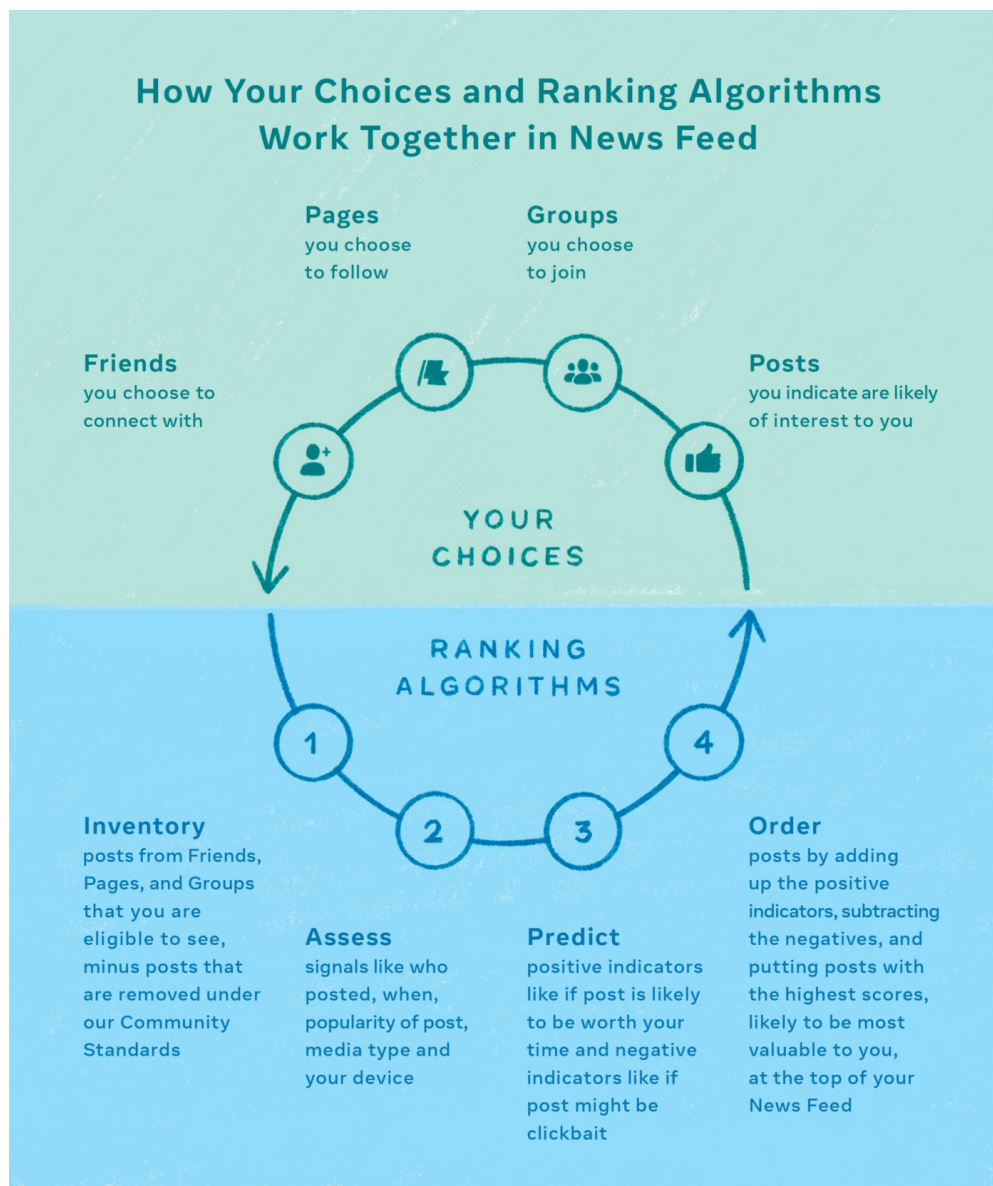 How Your Choices and Ranking Algorithms
Work Together in News Feed
Pages
you choose
to follow
Groups
you choose
to join
Friends
you choose to
connect with
Posts
you indicate are likely
of interest to you
YOUR
CHOICES
RANKING
ALGORITHMS
1
2
3
4
Inventory
posts from Friends,
Pages, and Groups
that you are
eligible to see,
minus posts that
are removed under
our Community
Standards
Assess
signals like who
posted, when,
popularity of post,
media type and
your device
Predict
positive indicators
like if post is likely
to be worth your
time and negative
indicators like if
post might be
clickbait
Order
posts by adding
up the positive
indicators, subtracting
the negatives, and
putting posts with
the highest scores,
likely to be most
valuable to you,
at the top of your
News Feed